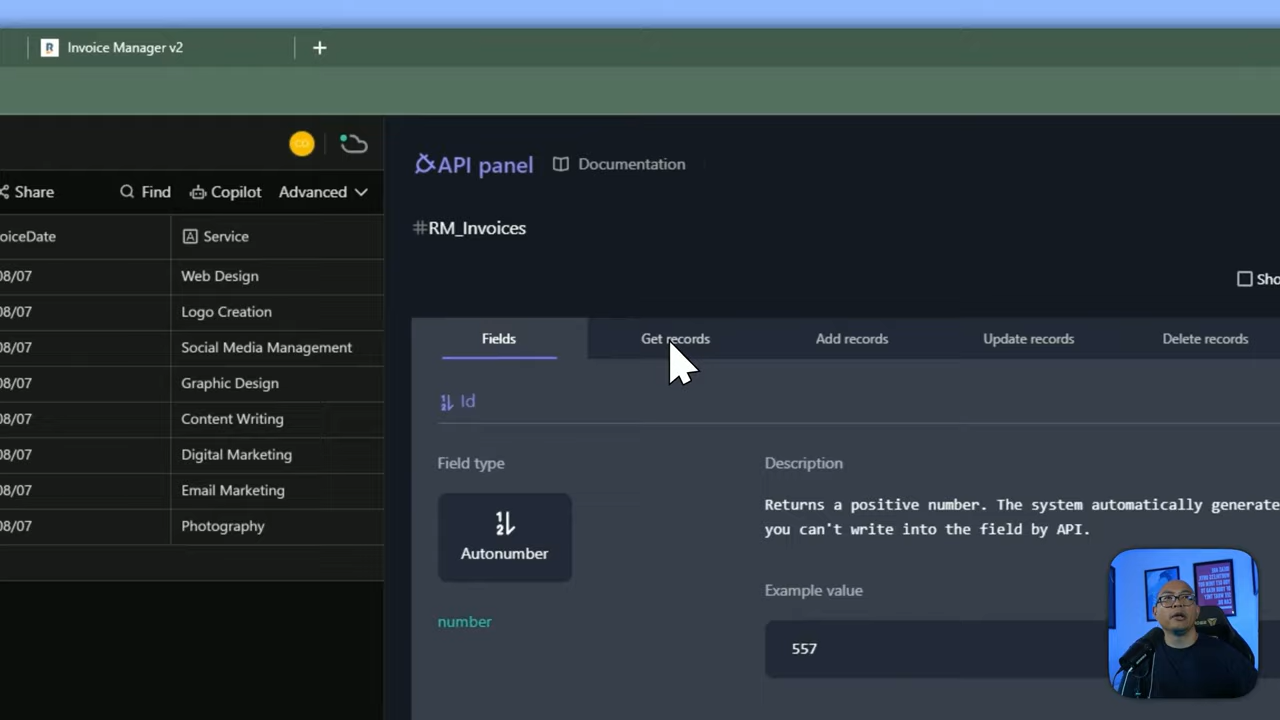 Invoice Manager v2
API panel Documentation
Share Find Copilot Advanced
#RM_Invoices
oiceDate Service
08/07 Web Design
08/07 Logo Creation
08/07 Social Media Management
08/07 Graphic Design
08/07 Content Writing
08/07 Digital Marketing
08/07 Email Marketing
08/07 Photography
Sho
Fields Get records Add records Update records Delete records
Id
Field type Description
Autonumber
number
Returns a positive number. The system automatically generate
you can't write into the field by API.
Example value
557